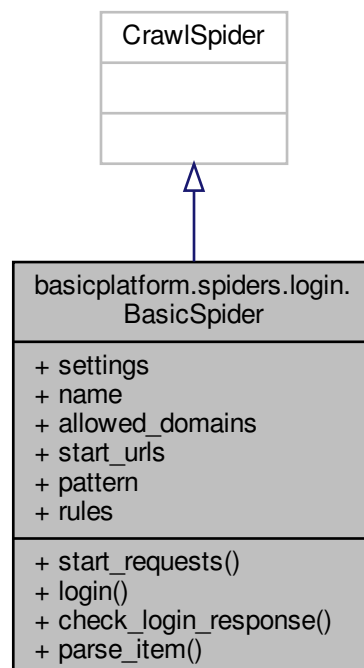 CrawlSpider
basicplatform.spiders.login.
BasicSpider
+ settings
+ name
+ allowed_domains
+ start_urls
+ pattern
+ rules
+ start_requests()
+ login()
+ check_login_response()
+ parse_item()